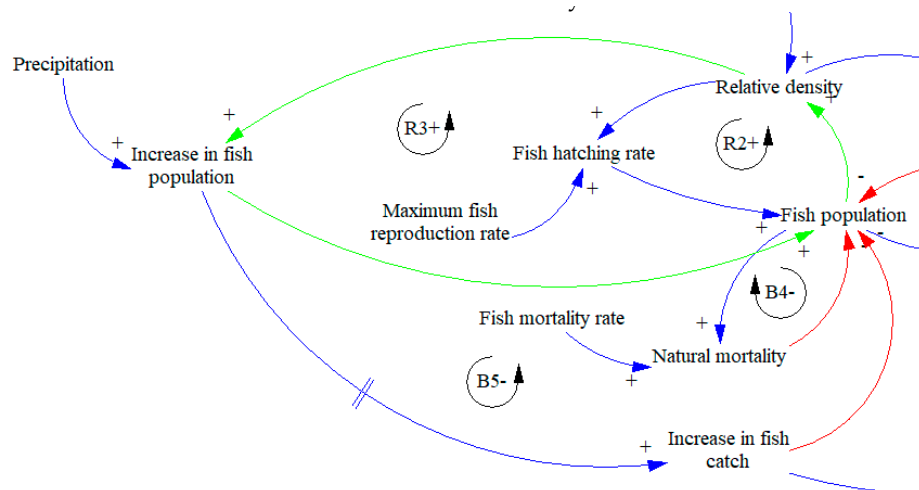 Precipitation
+
+
Relative density
+
+
+
R3+
+
R2+
Increase in fish
population
Fish hatching rate
+
-
Maximum fish
reproduction rate
Fish population
+
+
-
-
B4-
Fish mortality rate
+
Natural mortality
+
B5-
+
Increase in fish
catch